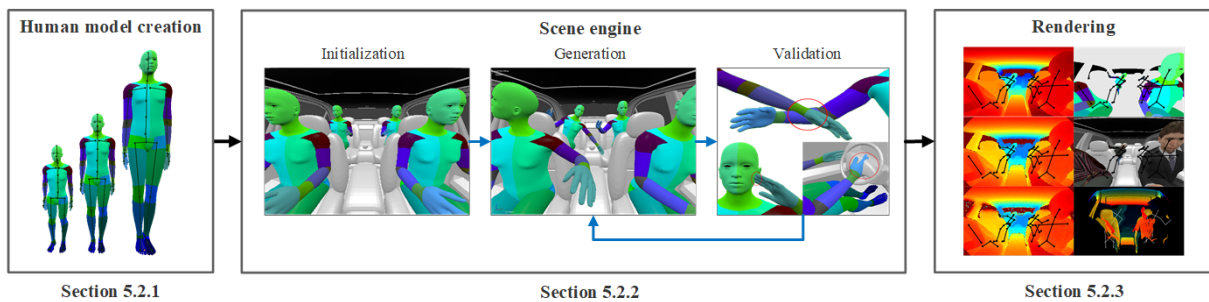 Human model creation
Scene engine
Rendering
Initialization
Generation
Validation
Section 5.2.1
Section 5.2.2
Section 5.2.3